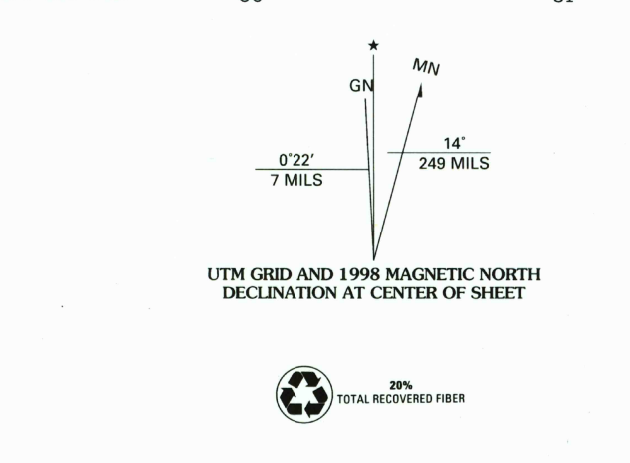 ★
GN
MN
0°22'
7 MILS
14°
249 MILS
UTM GRID AND 1998 MAGNETIC NORTH
DECLINATION AT CENTER OF SHEET
20%
TOTAL RECOVERED FIBER